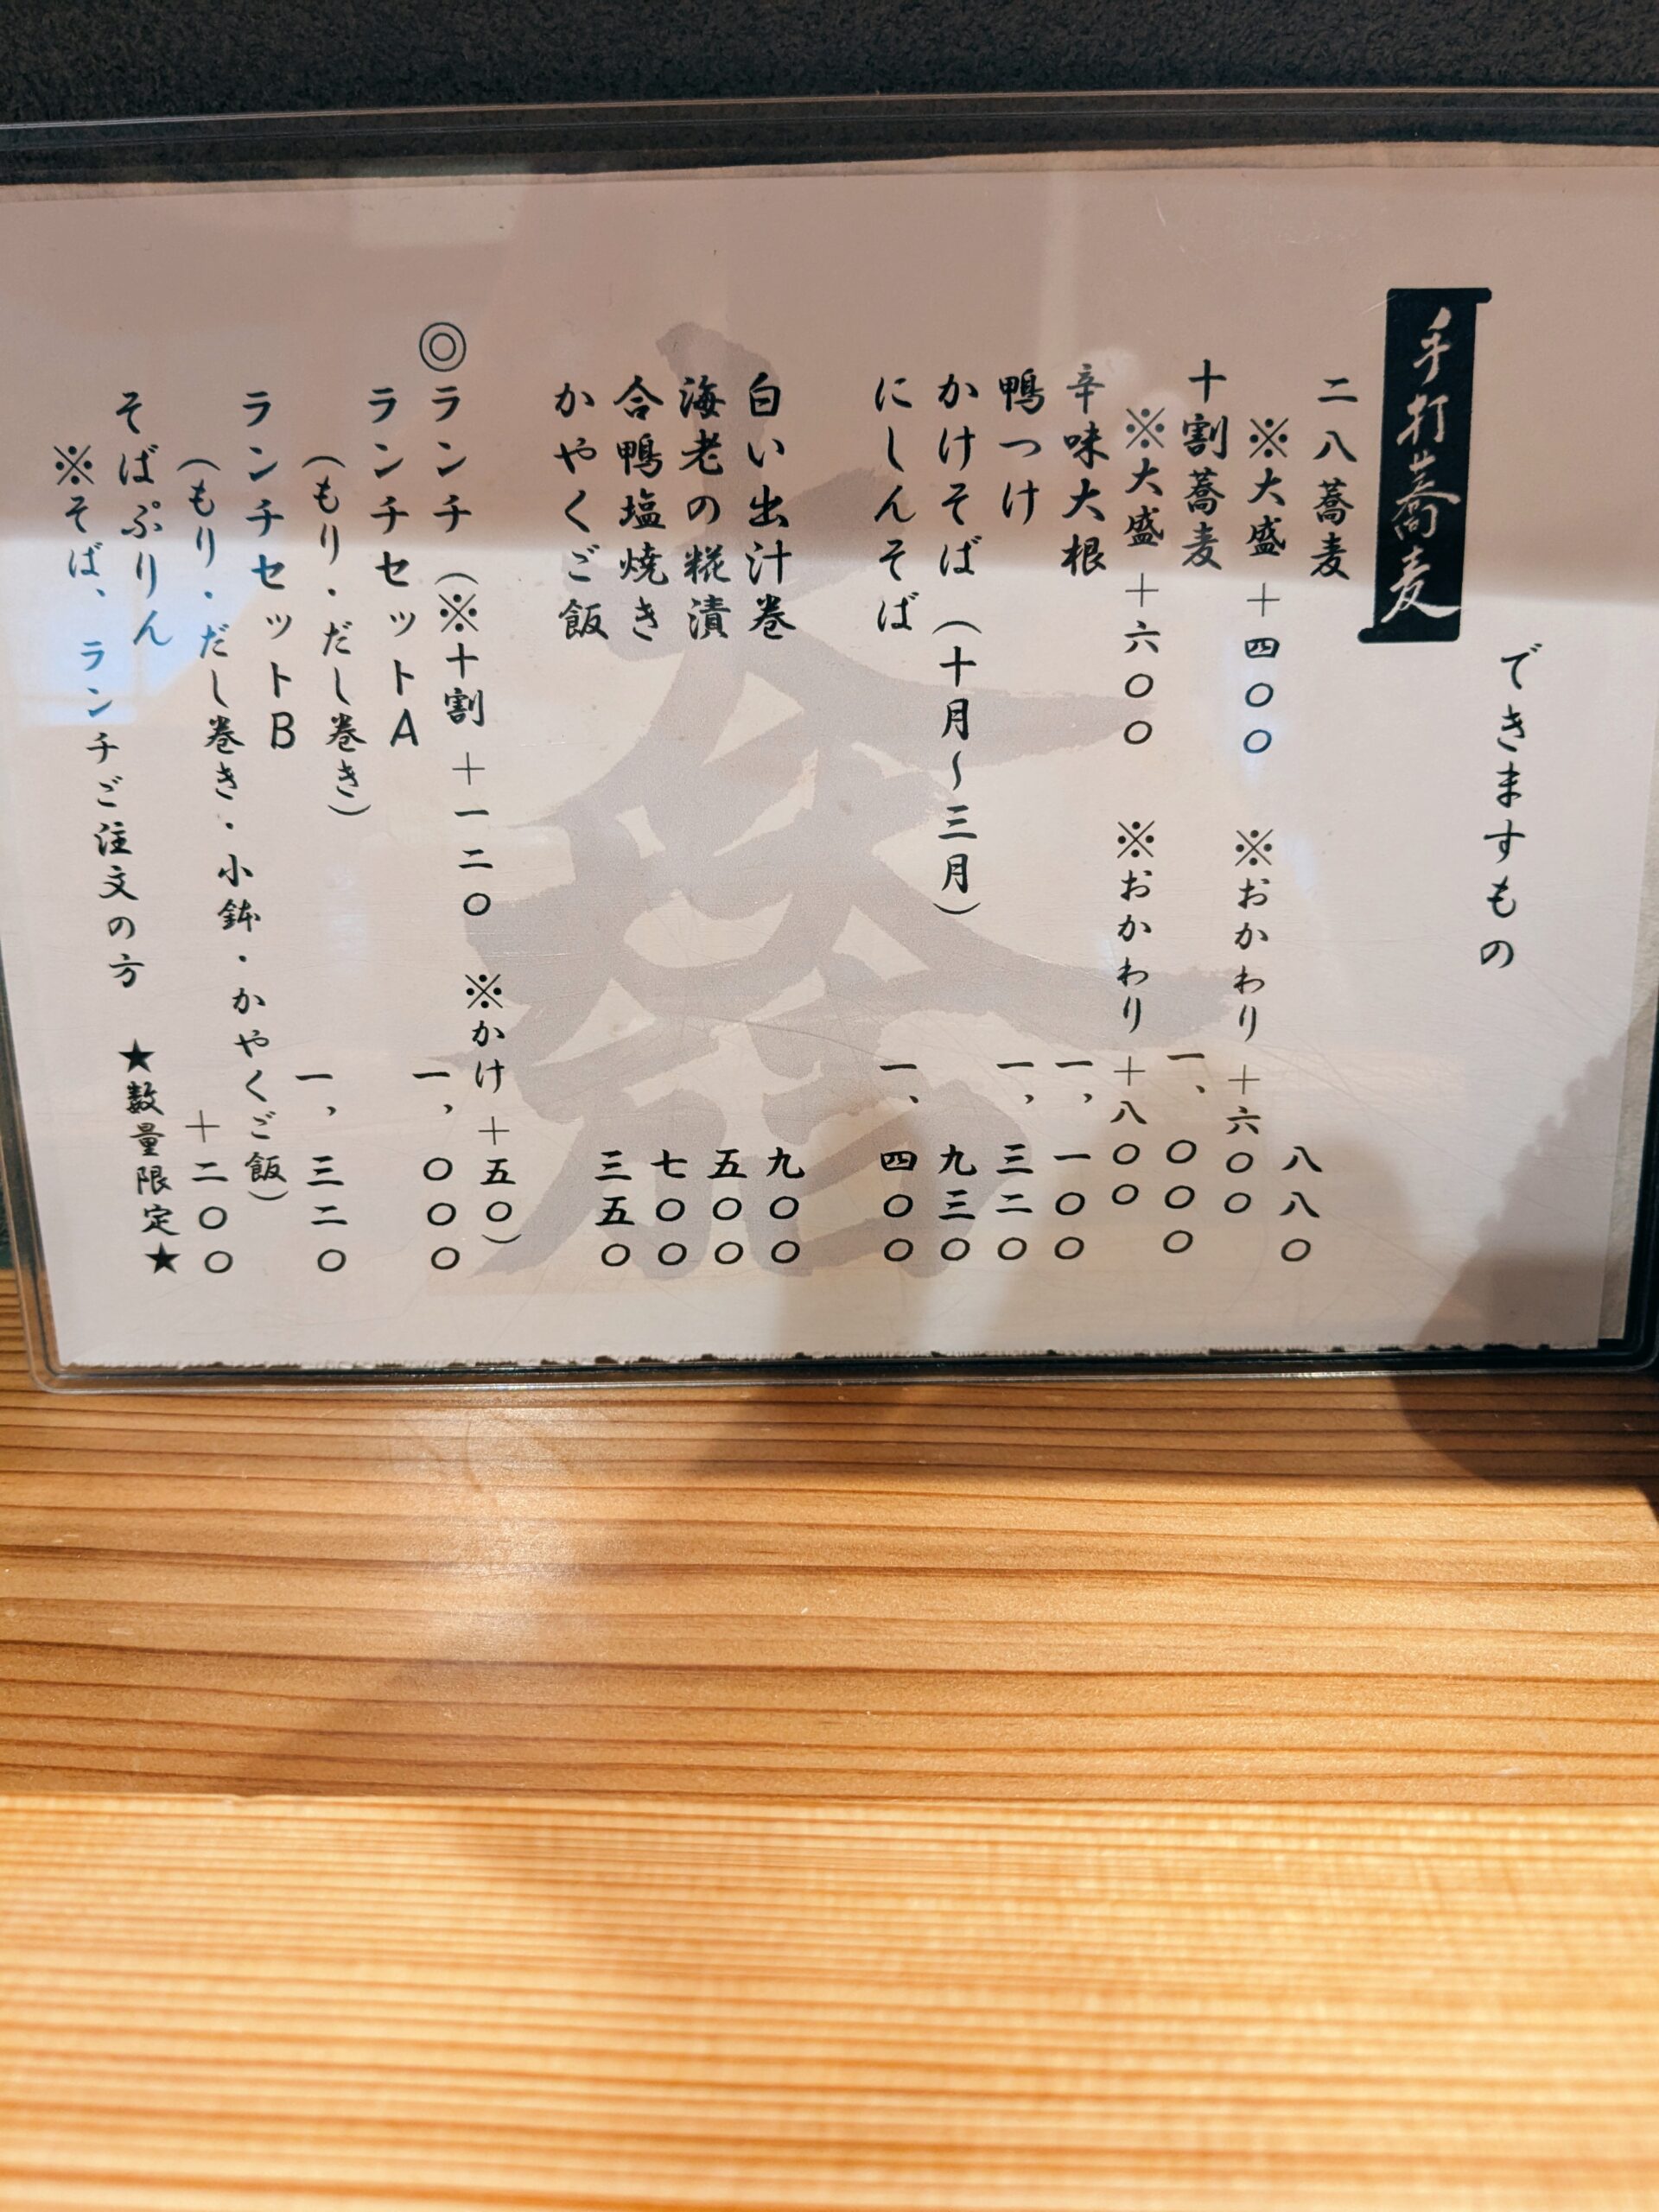 できますもの
手打蕎麦
二八蕎麦 八八〇
※大盛 +四〇〇 ※おかわり +六〇〇
十割蕎麦 一、〇〇〇
※大盛 +六〇〇 ※おかわり +八〇〇
辛味大根 一，一〇〇
鴨つけ 一，三二〇
かけそば（十月〜三月） 九三〇
にしんそば 一、四〇〇
白い出汁巻 九〇〇
海老の糀漬 五〇〇
合鴨塩焼き 七〇〇
かやくご飯 三五〇
◎ランチ（※十割 +一二〇 ※かけ +五〇）
ランチセットA 一，〇〇〇
（もり・だし巻き）
ランチセットB 一，三二〇
（もり・だし巻き・小鉢・かやくご飯）
そばぷりん +二〇〇
※そば、ランチご注文の方 ★数量限定★